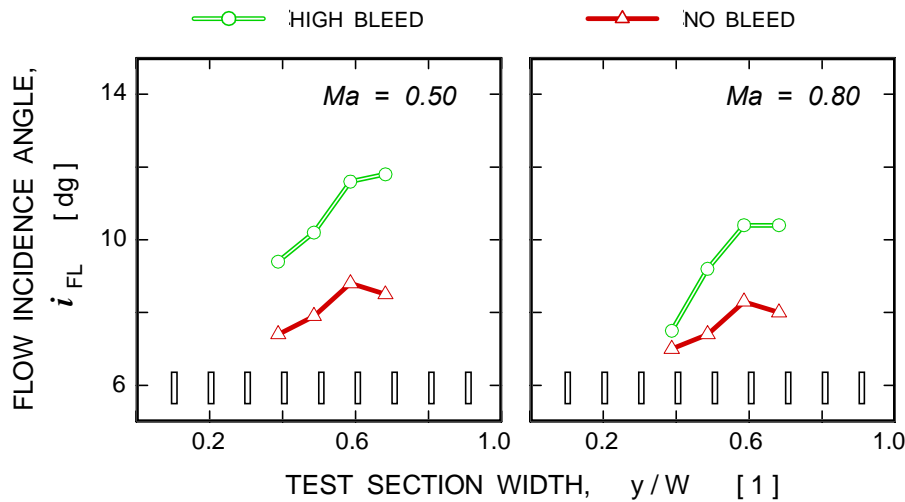 HIGH BLEED
NO BLEED
FLOW INCIDENCE ANGLE,
i FL [dg]
14
10
6
Ma = 0.50
Ma = 0.80
0.2
0.6
1.0
0.2
0.6
1.0
TEST SECTION WIDTH, y/W [1]